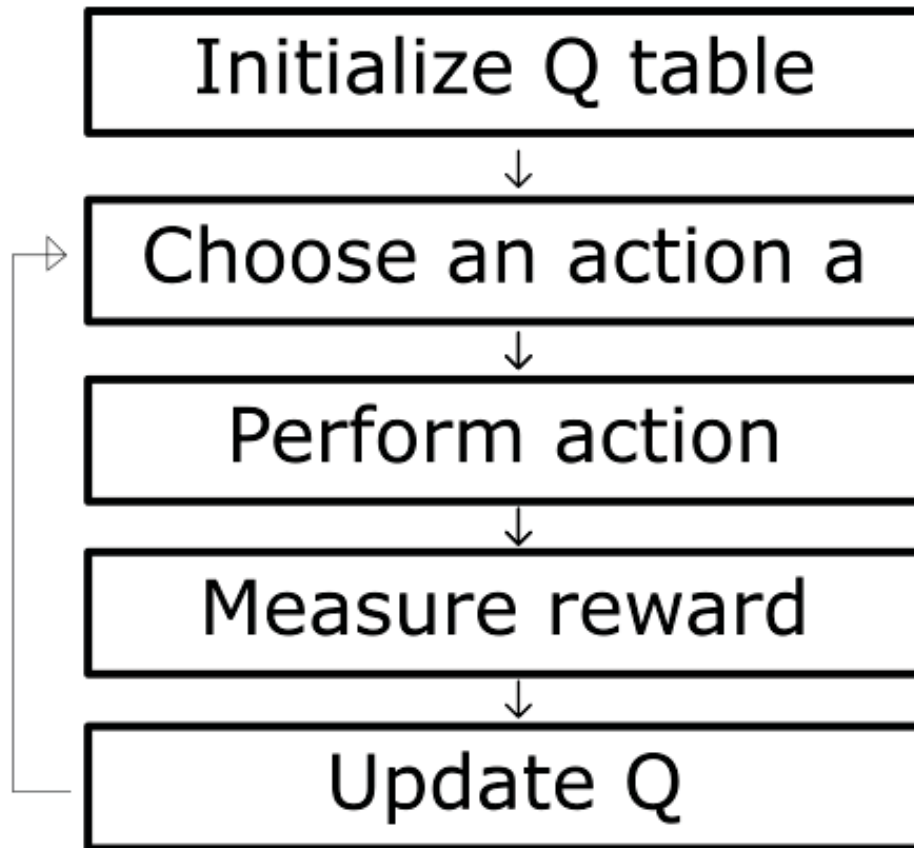 Initialize Q table
Choose an action a
Perform action
Measure reward
Update Q